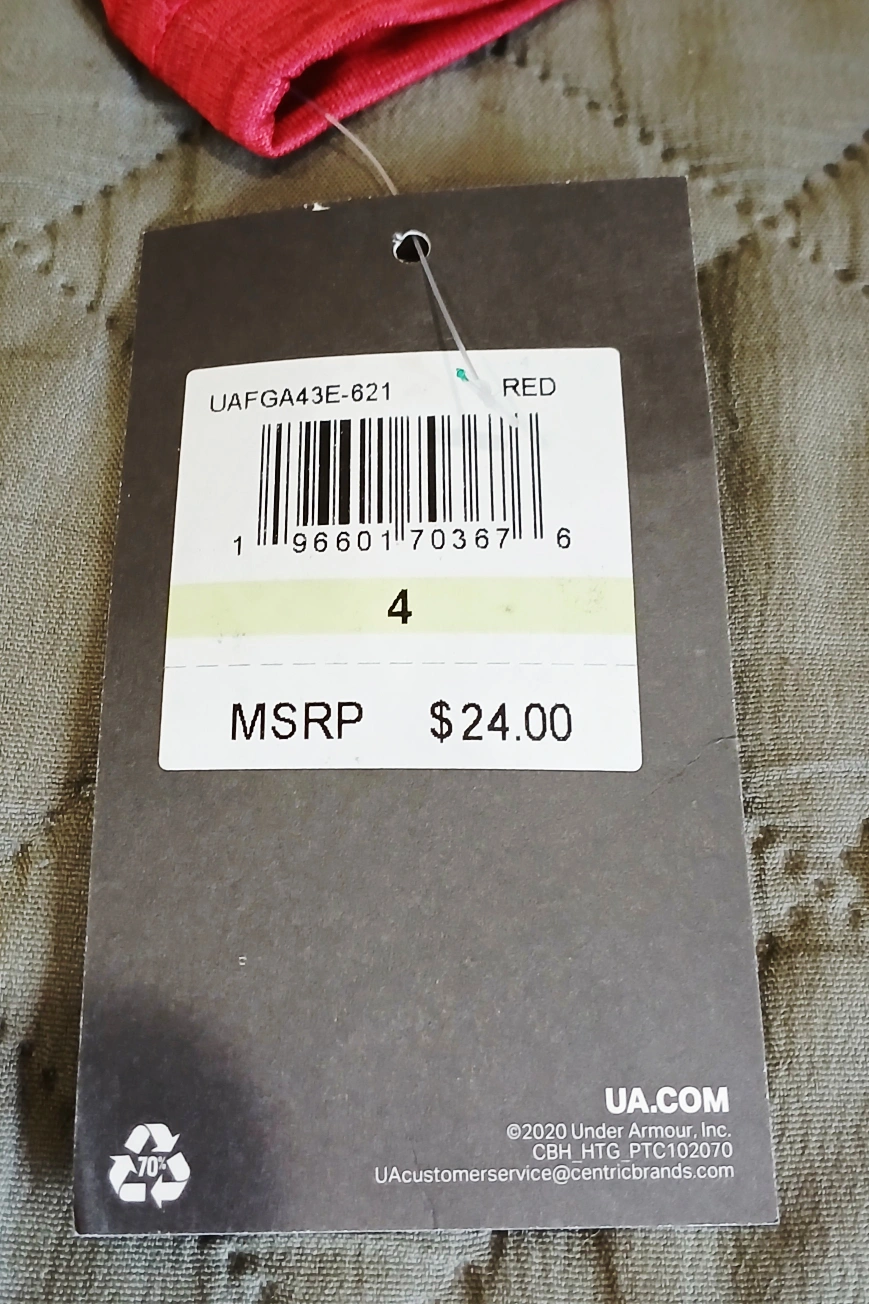 UAFGA43E-621 RED
1 96601 70367 6
4
MSRP $24.00
UA.COM
©2020 Under Armour, Inc.
CBH_HTG_PTC102070
UAcustomerservice@centricbrands.com
70%